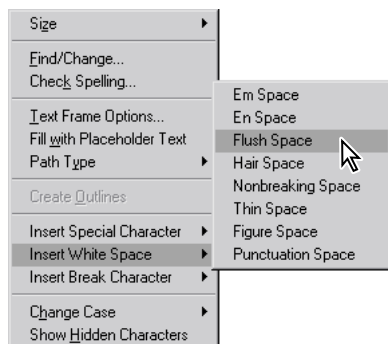 Size
Find/Change...
Check Spelling...
Text Frame Options...
Fill with Placeholder Text
Path Type
Create Outlines
Insert Special Character
Insert White Space
Insert Break Character
Change Case
Show Hidden Characters
Em Space
En Space
Flush Space
Hair Space
Nonbreaking Space
Thin Space
Figure Space
Punctuation Space